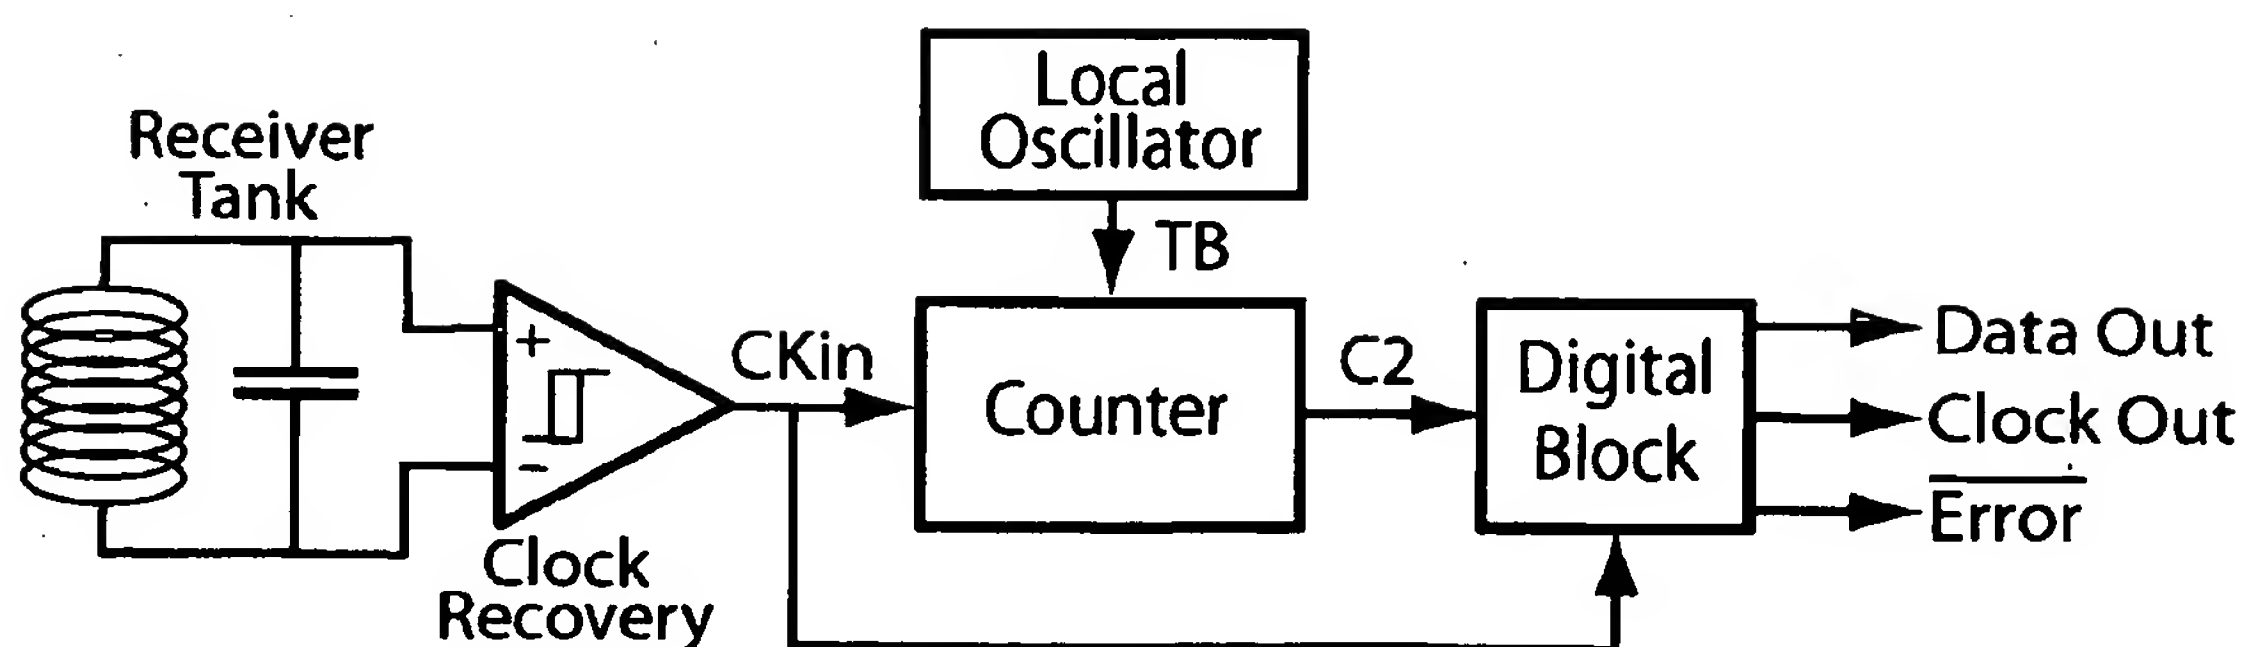 Local
Oscillator
Receiver
Tank
TB
+
CKin
C2
Counter
Digital
Block
Data Out
Clock Out
Error
−
Clock
Recovery